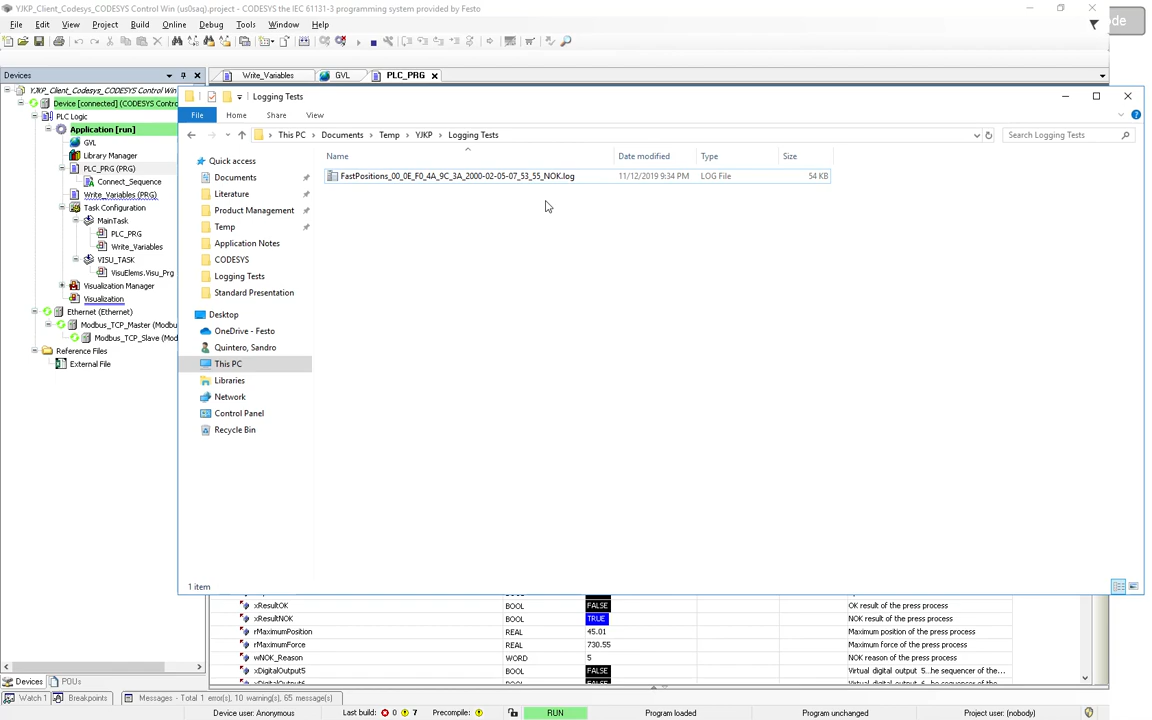 YJKP_Client_Codesys_CODESYS Control Win (us0saq).project - CODESYS the IEC 61131-3 programming system provided by Festo
File Edit View Project Build Online Debug Tools Window Help
Devices
Write_Variables GVL PLC_PRG
YJKP_Client_Codesys_CODESYS Control Win
Device [connected] (CODESYS Contro
PLC Logic
Application [run]
GVL
Library Manager
PLC_PRG (PRG)
Connect_Sequence
Write_Variables (PRG)
Task Configuration
MainTask
PLC_PRG
Write_Variables
VISU_TASK
VisuElems.Visu_Prg
Visualization Manager
Visualization
Ethernet (Ethernet)
Modbus_TCP_Master (Modbu
Modbus_TCP_Slave (Mod
Reference Files
External File
Devices POUs
Logging Tests
File Home Share View
This PC Documents Temp YJKP Logging Tests
Search Logging Tests
Name Date modified Type Size
FastPositions_00_0E_F0_4A_9C_3A_2000-02-05-07_53_55_NOK.log 11/12/2019 9:34 PM LOG File 54 KB
Quick access
Documents
Literature
Product Management
Temp
Application Notes
CODESYS
Logging Tests
Standard Presentation
Desktop
OneDrive - Festo
Quintero, Sandro
This PC
Libraries
Network
Control Panel
Recycle Bin
1 item
xResultOK BOOL FALSE OK result of the press process
xResultNOK BOOL TRUE NOK result of the press process
rMaximumPosition REAL 45.01 Maximum position of the press process
rMaximumForce REAL 730.55 Maximum force of the press process
wNOK_Reason WORD 5 NOK reason of the press process
xDigitalOutput5 BOOL FALSE Virtual digital output 5...he sequencer of the...
Watch 1 Breakpoints Messages - Total 1 error(s), 10 warning(s), 65 message(s)
Device user: Anonymous Last build: 0 7 Precompile: RUN Program loaded Program unchanged Project user: (nobody)